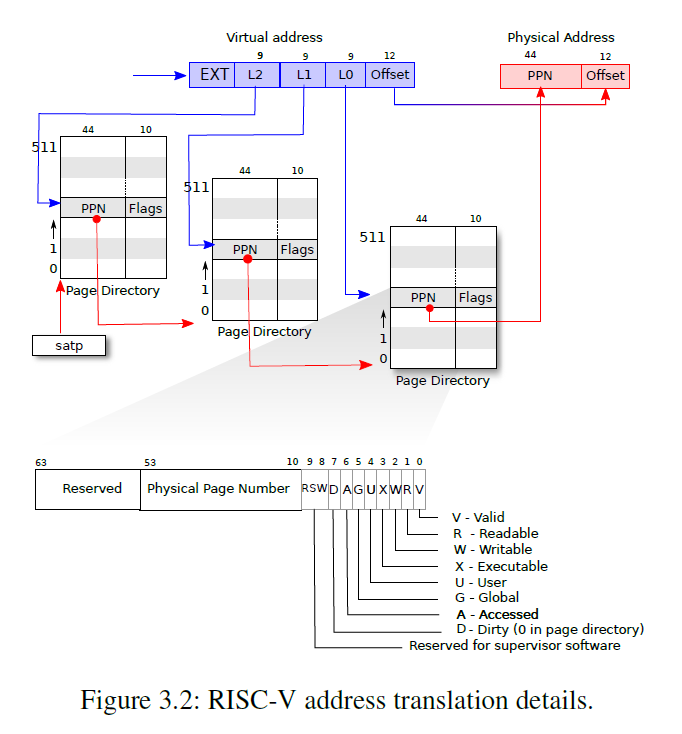 Virtual address
Physical Address
9 9 9 12
44 12
EXT L2 L1 L0 Offset
PPN Offset
44 10
511
PPN Flags
1
0
Page Directory
satp
44 10
511
PPN Flags
1
0
Page Directory
44 10
511
PPN Flags
1
0
Page Directory
63 53 10 9 8 7 6 5 4 3 2 1 0
Reserved Physical Page Number RSW D A G U X W R V
V - Valid
R - Readable
W - Writable
X - Executable
U - User
G - Global
A - Accessed
D - Dirty (0 in page directory)
Reserved for supervisor software
Figure 3.2: RISC-V address translation details.